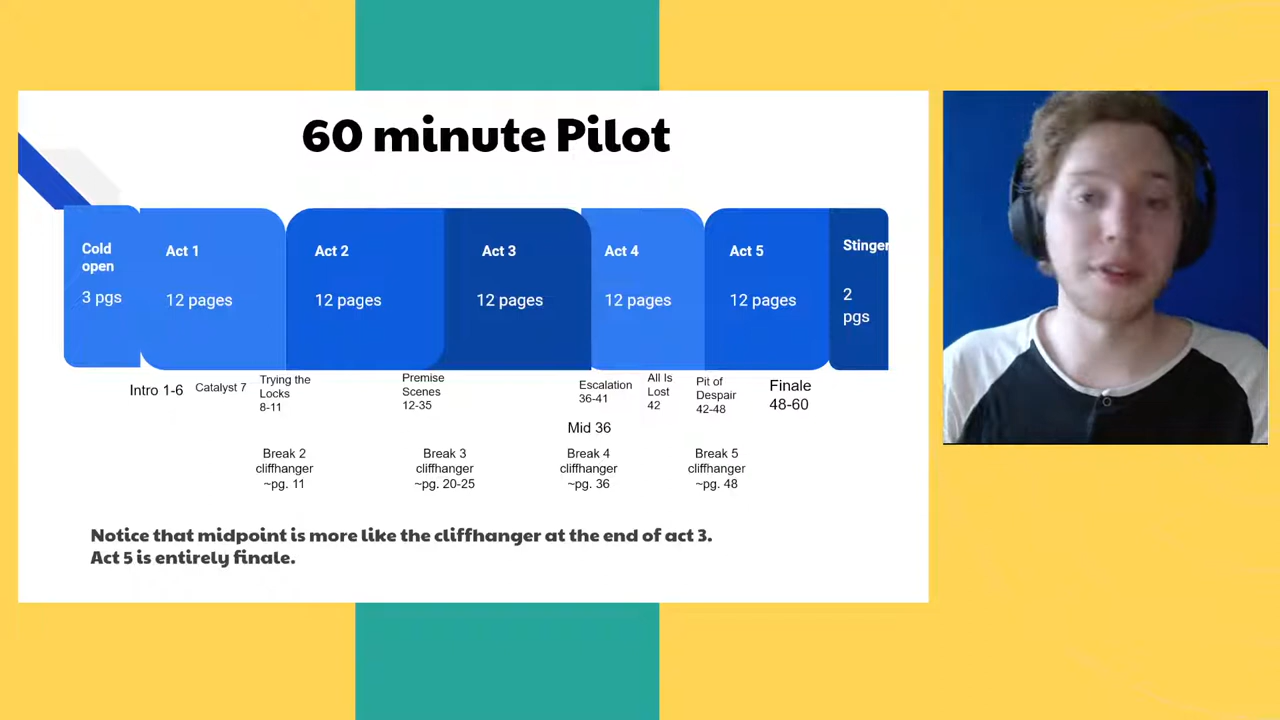 60 minute Pilot
Cold
open
3 pgs
Act 1
12 pages
Act 2
12 pages
Act 3
12 pages
Act 4
12 pages
Act 5
12 pages
Stinger
2
pgs
Intro 1-6
Catalyst 7
Trying the
Locks
8-11
Premise
Scenes
12-35
Escalation
36-41
All Is
Lost
42
Pit of
Despair
42-48
Finale
48-60
Mid 36
Break 2
cliffhanger
~pg. 11
Break 3
cliffhanger
~pg. 20-25
Break 4
cliffhanger
~pg. 36
Break 5
cliffhanger
~pg. 48
Notice that midpoint is more like the cliffhanger at the end of act 3.
Act 5 is entirely finale.